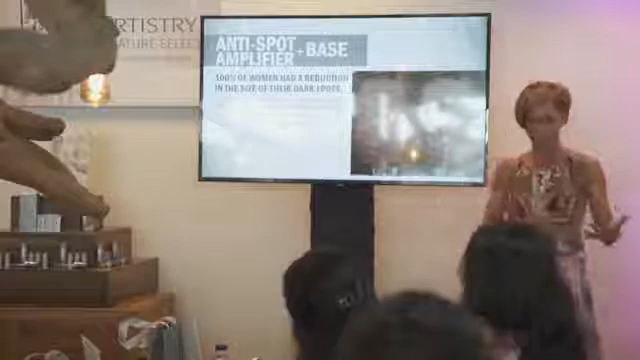 ARTISTRY
ANTI-SPOT + BASE
AMPLIFIER
100% OF WOMEN HAD A REDUCTION
IN THE SIZE OF THEIR DARK SPOTS.